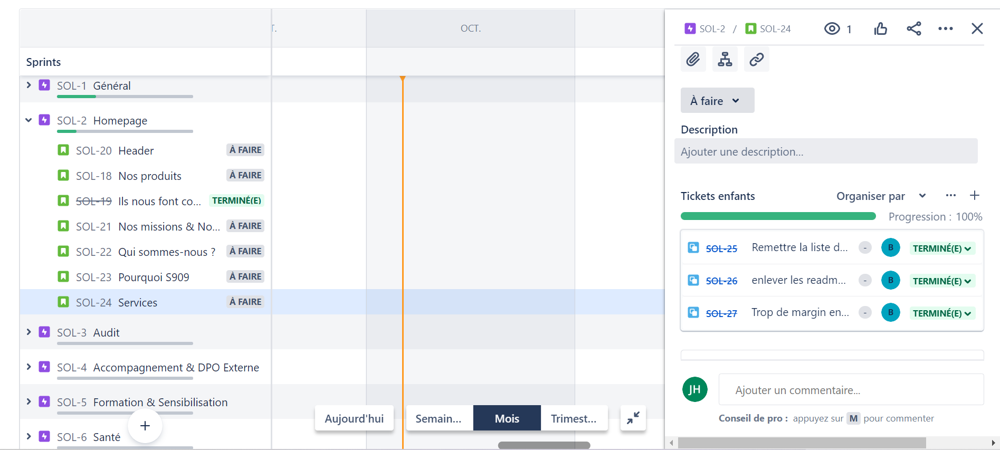 T.
OCT.
Sprints
SOL-1 Général
SOL-2 Homepage
SOL-20 Header À FAIRE
SOL-18 Nos produits À FAIRE
SOL-19 Ils nous font co... TERMINÉ(E)
SOL-21 Nos missions & No... À FAIRE
SOL-22 Qui sommes-nous ? À FAIRE
SOL-23 Pourquoi S909 À FAIRE
SOL-24 Services À FAIRE
SOL-3 Audit
SOL-4 Accompagnement & DPO Externe
SOL-5 Formation & Sensibilisation
SOL-6 Santé
Aujourd'hui Semain... Mois Trimest...
SOL-2 / SOL-24 1
À faire
Description
Ajouter une description...
Tickets enfants Organiser par
Progression : 100%
SOL-25 Remettre la liste d... - B TERMINÉ(E)
SOL-26 enlever les readm... - B TERMINÉ(E)
SOL-27 Trop de margin en... - B TERMINÉ(E)
JH Ajouter un commentaire...
Conseil de pro : appuyez sur M pour commenter